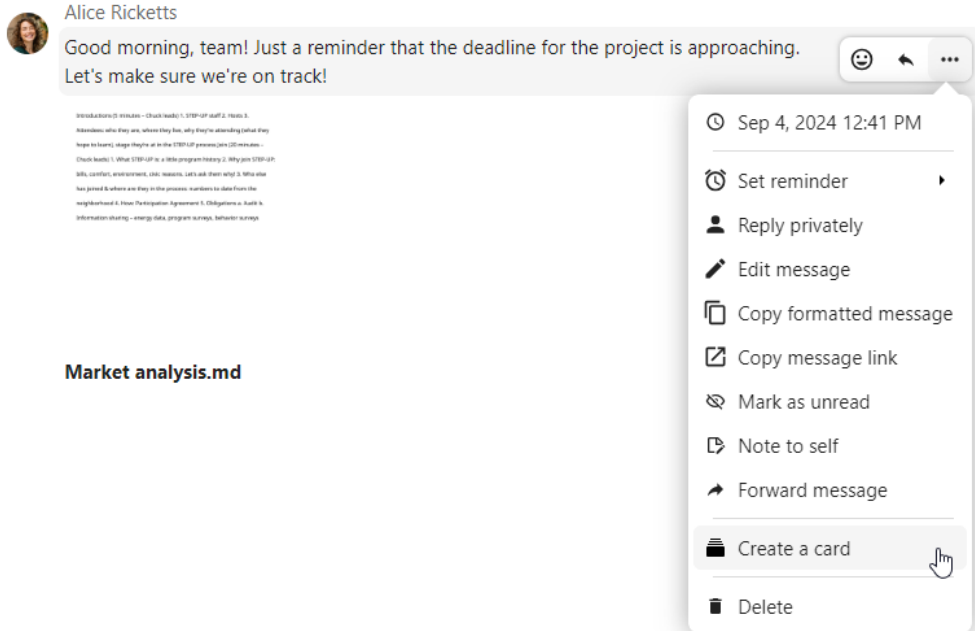 Alice Ricketts
Good morning, team! Just a reminder that the deadline for the project is approaching.
Let's make sure we're on track!
Introductions (5 minutes – Chuck leads) 1. STEP-UP staff 2. Hosts 3.
Attendees: who they are, where they live, why they're attending (what they
hope to learn), stage they're at in the STEP-UP process Join (20 minutes –
Chuck leads) 1. What STEP-UP is: a little program history 2. Why join STEP-UP:
bills, comfort, environment, civic reasons. Let's ask them why! 3. Who else
has joined & where are they in the process: numbers to date from the
neighborhood 4. How: Participation Agreement 5. Obligations a. Audit b.
Information sharing – energy data, program surveys, behavior surveys
Market analysis.md
Sep 4, 2024 12:41 PM
Set reminder
Reply privately
Edit message
Copy formatted message
Copy message link
Mark as unread
Note to self
Forward message
Create a card
Delete